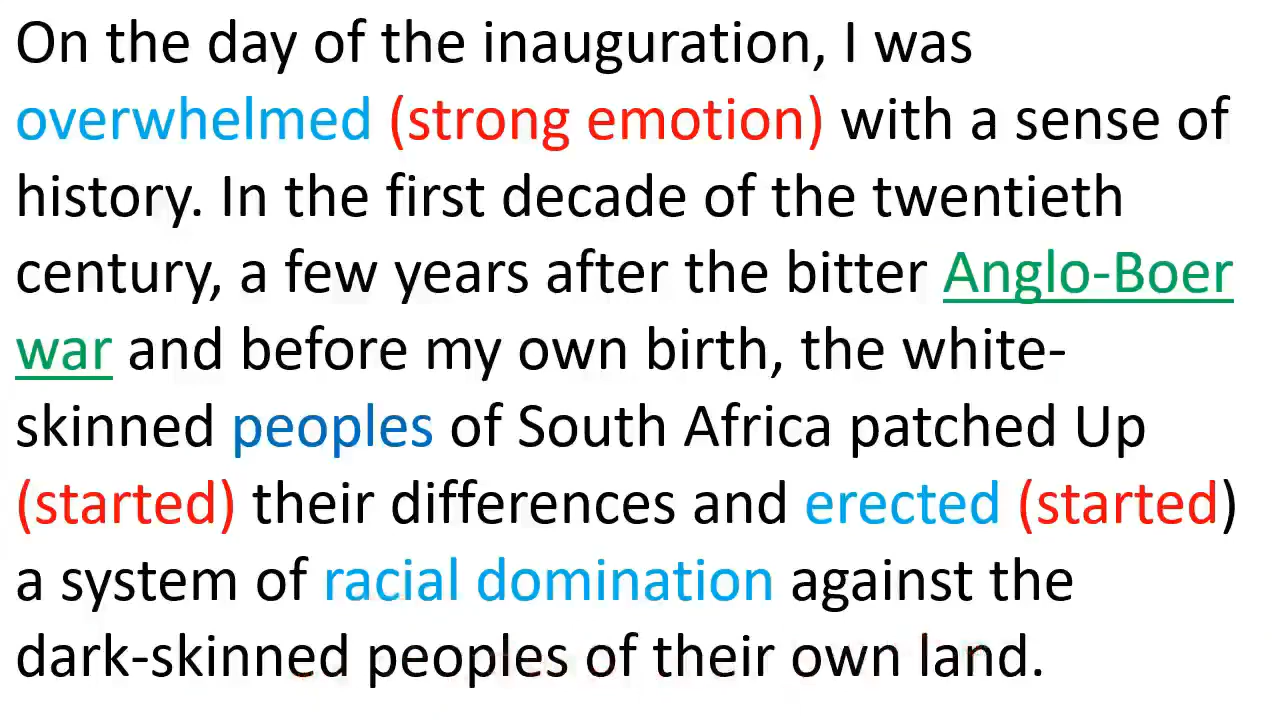 On the day of the inauguration, I was
overwhelmed (strong emotion) with a sense of
history. In the first decade of the twentieth
century, a few years after the bitter Anglo-Boer
war and before my own birth, the white-
skinned peoples of South Africa patched Up
(started) their differences and erected (started)
a system of racial domination against the
dark-skinned peoples of their own land.